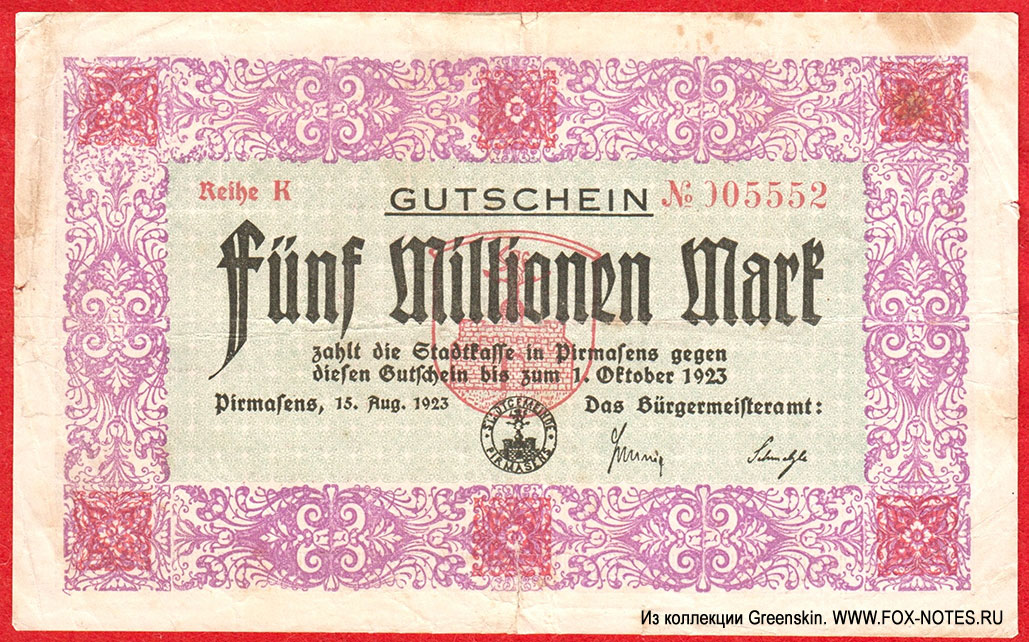 Reihe K
GUTSCHEIN
№ 005552
Fünf Millionen Mark
zahlt die Stadtkasse in Pirmasens gegen
diesen Gutschein bis zum 1. Oktober 1923
Pirmasens, 15. Aug. 1923
Das Bürgermeisteramt:
STADTGEMEINDE PIRMASENS
Из коллекции Greenskin. WWW.FOX-NOTES.RU